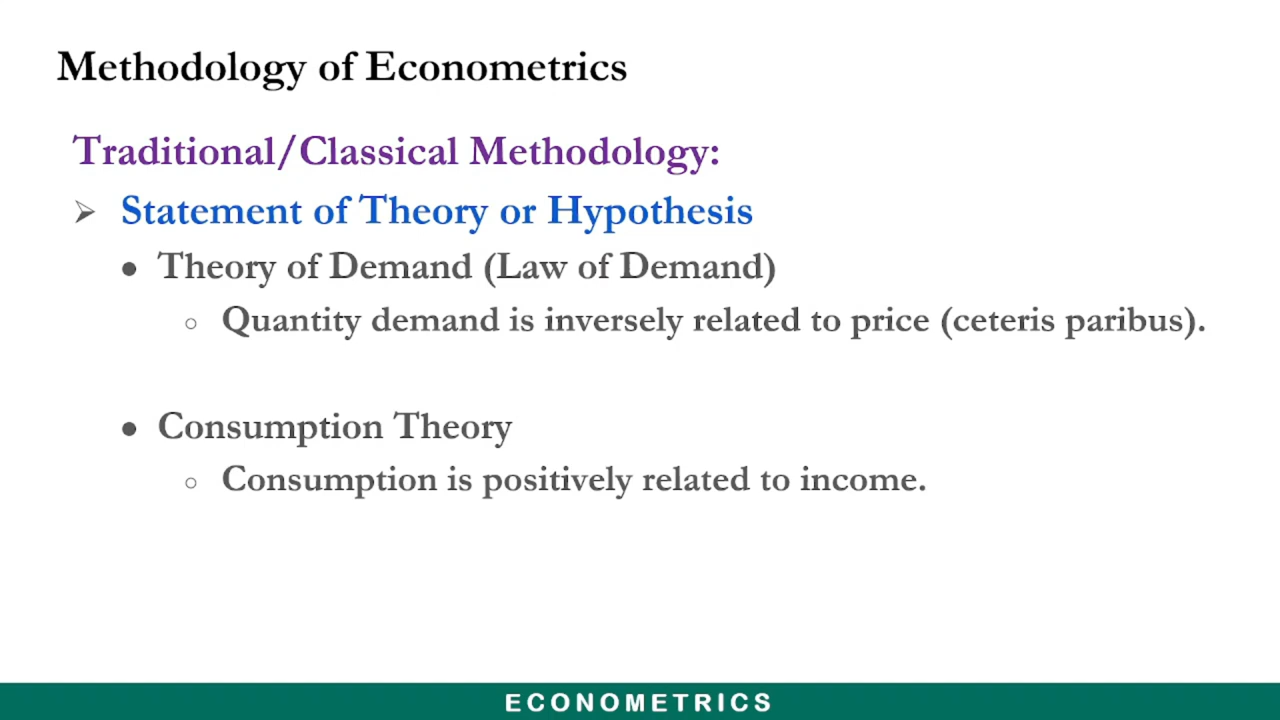 Methodology of Econometrics
Traditional/Classical Methodology:
➢ Statement of Theory or Hypothesis
● Theory of Demand (Law of Demand)
○ Quantity demand is inversely related to price (ceteris paribus).
● Consumption Theory
○ Consumption is positively related to income.
ECONOMETRICS